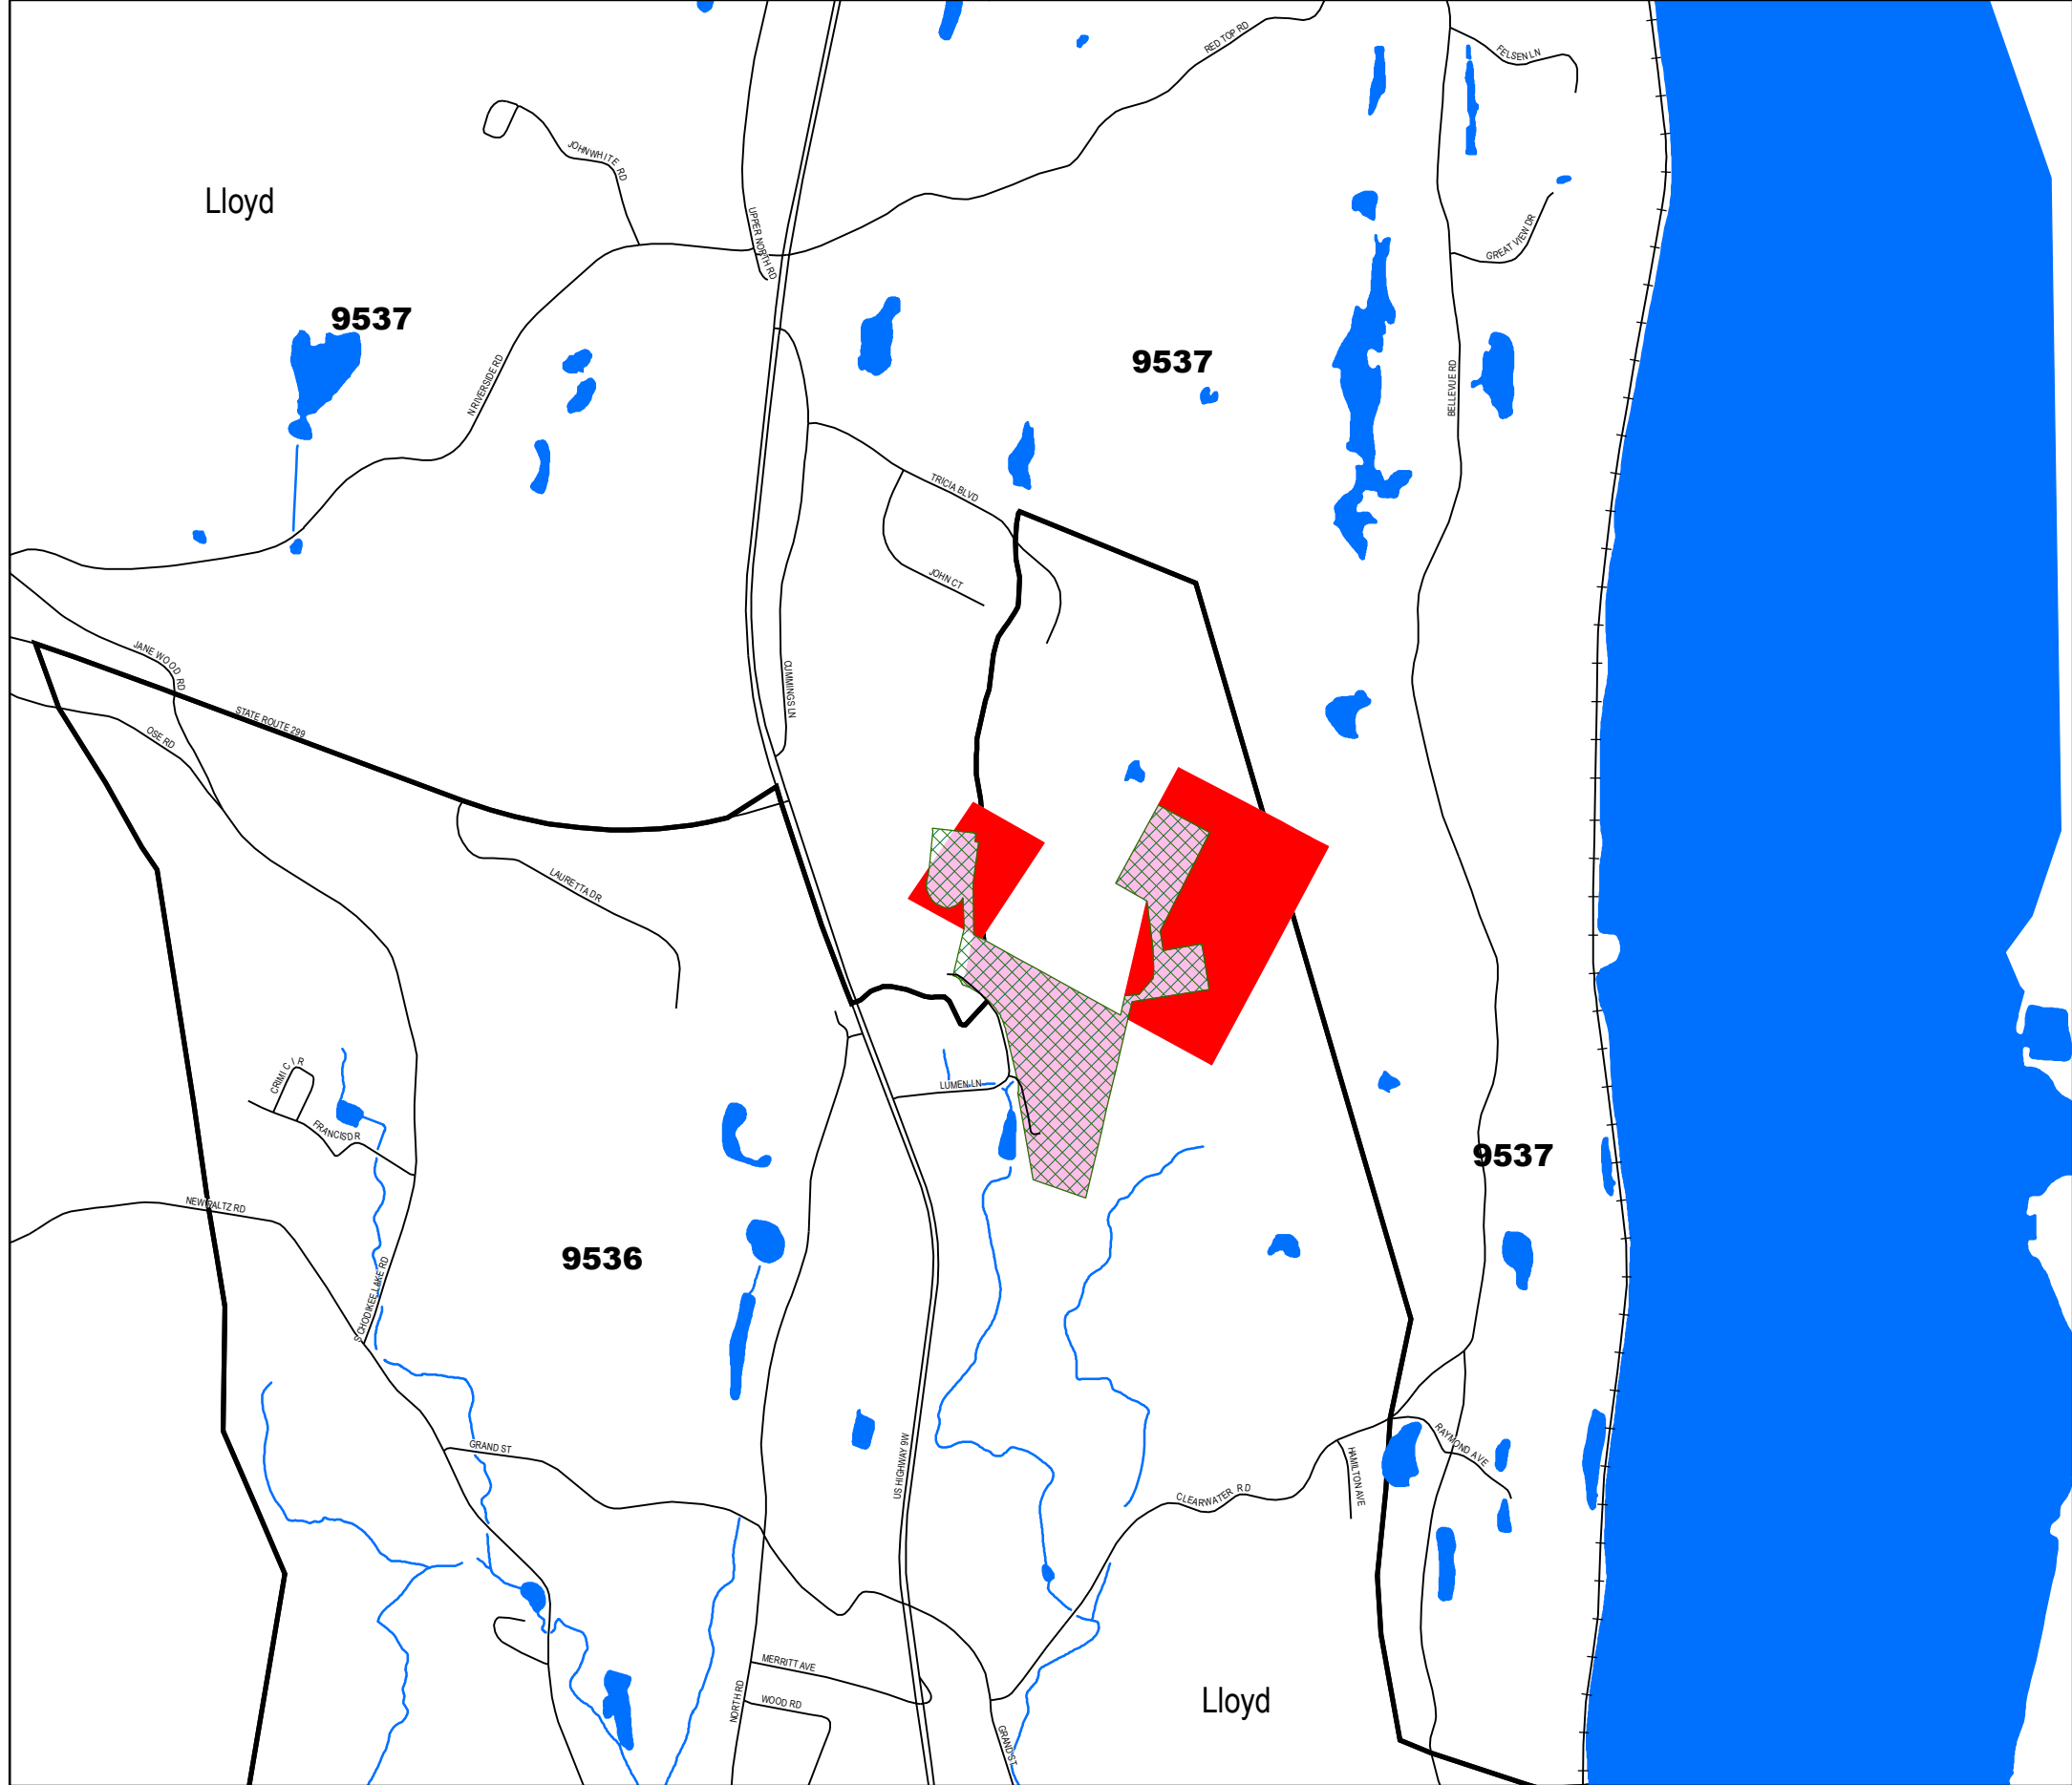 RED TOP RD
FELSEN LN
JOHN WHITE RD
Lloyd
UPPER NORTH RD
GREAT VIEW DR
9537
9537
N RIVERSIDE RD
BELLEVUE RD
TRICIA BLVD
JOHN CT
JANE WOOD RD
CUMMINGS LN
STATE ROUTE 299
OSE RD
LAURETTA DR
CRIMI CIR
LUMEN LN
FRANCIS DR
9537
NEW PALTZ RD
9536
S CHODIKEE LAKE RD
GRAND ST
US HIGHWAY 9W
RAYMOND AVE
HAMILTON AVE
CLEARWATER RD
MERRITT AVE
WOOD RD
NORTH RD
Lloyd
GRAND ST